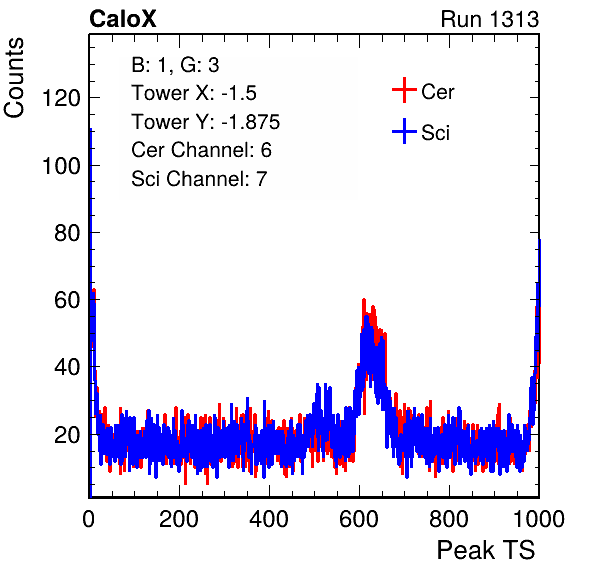 CaloX Run 1313
Counts
B: 1, G: 3
Tower X: -1.5
Tower Y: -1.875
Cer Channel: 6
Sci Channel: 7
Cer
Sci
120
100
80
60
40
20
0 200 400 600 800 1000
Peak TS